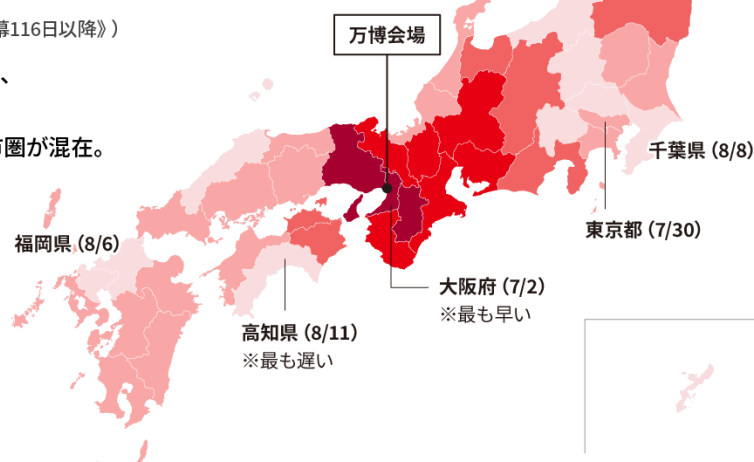 幕116日以降》）
、
市圏が混在。
万博会場
千葉県（8/8）
東京都（7/30）
福岡県（8/6）
大阪府（7/2）
※最も早い
高知県（8/11）
※最も遅い